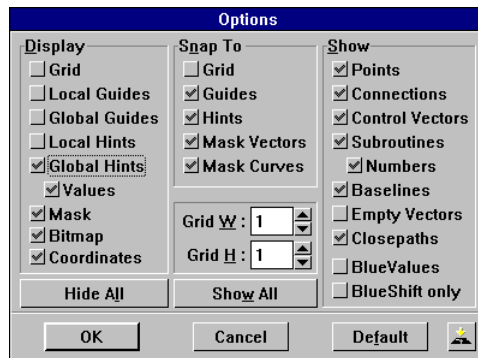 Options
Display
Grid
Local Guides
Global Guides
Local Hints
Global Hints
Values
Mask
Bitmap
Coordinates
Hide All
Snap To
Grid
Guides
Hints
Mask Vectors
Mask Curves
Grid W : 1
Grid H : 1
Show All
Show
Points
Connections
Control Vectors
Subroutines
Numbers
Baselines
Empty Vectors
Closepaths
BlueValues
BlueShift only
OK
Cancel
Default